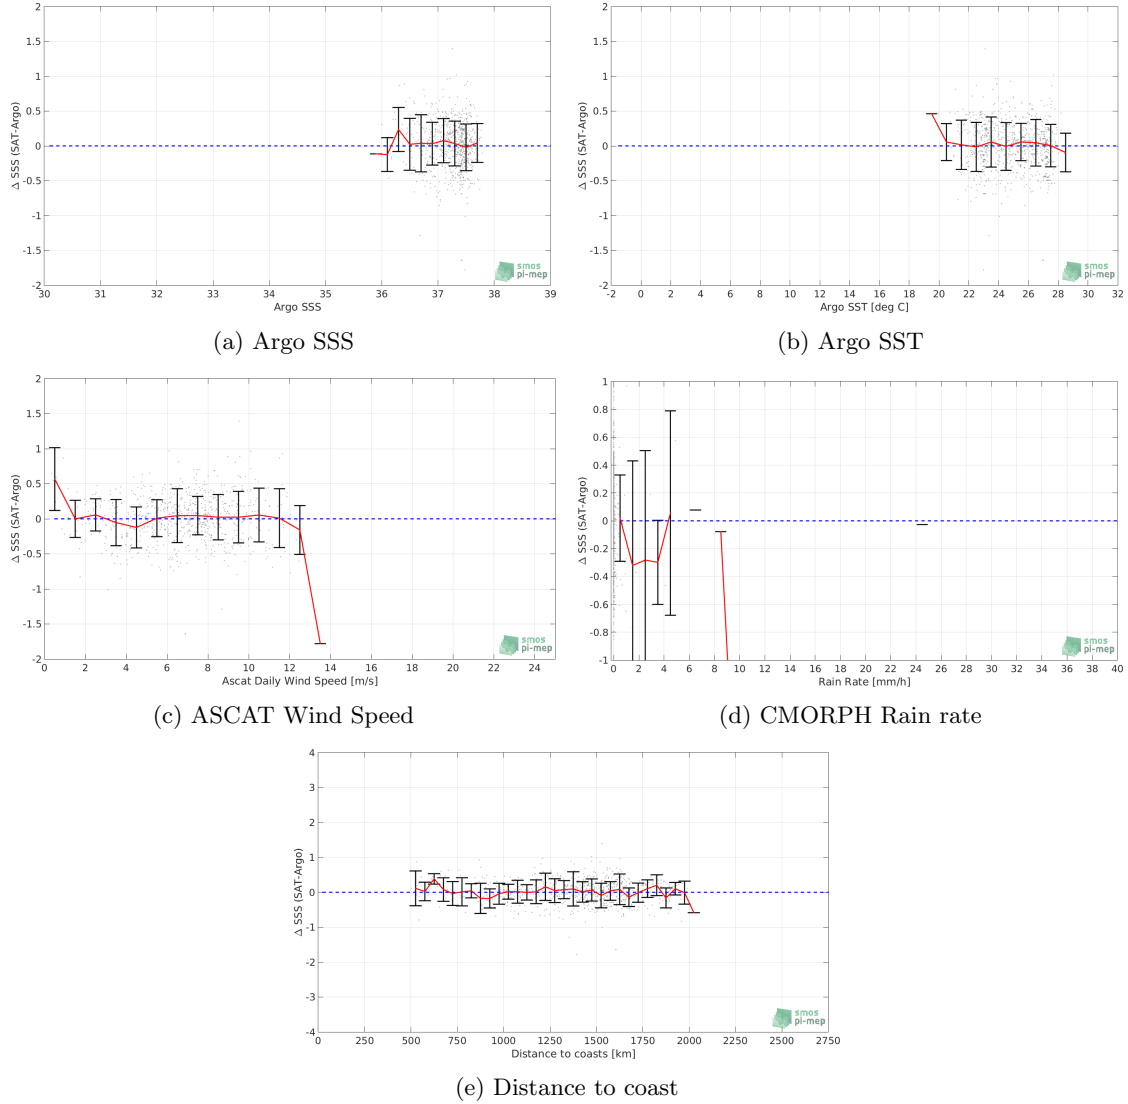 2
1.5
1
0.5
0
-0.5
-1
-1.5
-2
Δ SSS (SAT-Argo)
30 31 32 33 34 35 36 37 38 39
Argo SSS
smos
pi-mep
(a) Argo SSS
2
1.5
1
0.5
0
-0.5
-1
-1.5
-2
Δ SSS (SAT-Argo)
-2 0 2 4 6 8 10 12 14 16 18 20 22 24 26 28 30 32
Argo SST [deg C]
smos
pi-mep
(b) Argo SST
2
1.5
1
0.5
0
-0.5
-1
-1.5
-2
Δ SSS (SAT-Argo)
0 2 4 6 8 10 12 14 16 18 20 22 24
Ascat Daily Wind Speed [m/s]
smos
pi-mep
(c) ASCAT Wind Speed
1
0.8
0.6
0.4
0.2
0
-0.2
-0.4
-0.6
-0.8
-1
Δ SSS (SAT-Argo)
0 2 4 6 8 10 12 14 16 18 20 22 24 26 28 30 32 34 36 38 40
Rain Rate [mm/h]
smos
pi-mep
(d) CMORPH Rain rate
4
3
2
1
0
-1
-2
-3
-4
Δ SSS (SAT-Argo)
0 250 500 750 1000 1250 1500 1750 2000 2250 2500 2750
Distance to coasts [km]
smos
pi-mep
(e) Distance to coast